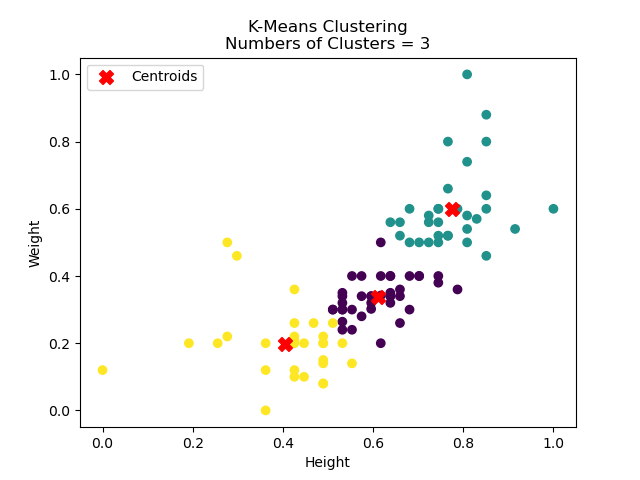 K-Means Clustering
Numbers of Clusters = 3
Centroids
1.0
0.8
0.6
0.4
0.2
0.0
Weight
0.0 0.2 0.4 0.6 0.8 1.0
Height